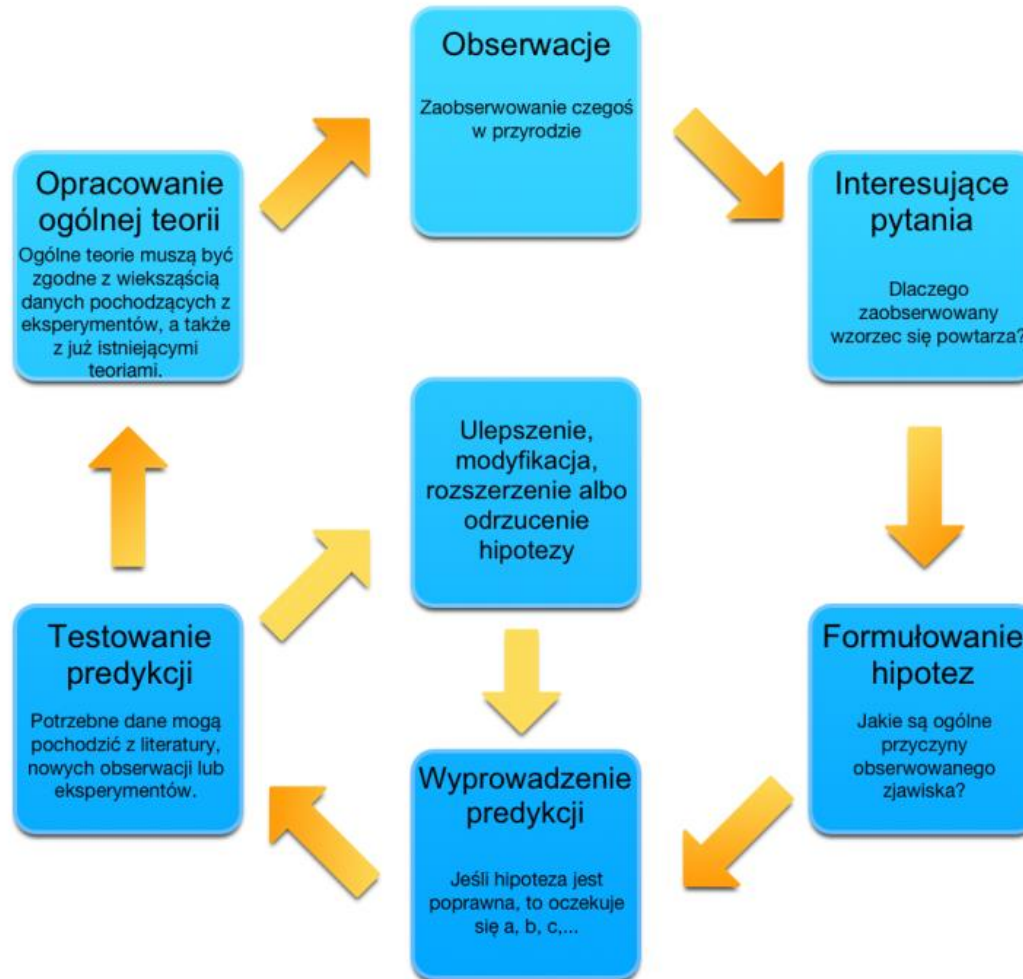 Obserwacje
Zaobserwowanie czegoś
w przyrodzie
Interesujące
pytania
Dlaczego
zaobserwowany
wzorzec się powtarza?
Formułowanie
hipotez
Jakie są ogólne
przyczyny
obserwowanego
zjawiska?
Wyprowadzenie
predykcji
Jeśli hipoteza jest
poprawna, to oczekuje
się a, b, c,...
Testowanie
predykcji
Potrzebne dane mogą
pochodzić z literatury,
nowych obserwacji lub
eksperymentów.
Ulepszenie,
modyfikacja,
rozszerzenie albo
odrzucenie
hipotezy
Opracowanie
ogólnej teorii
Ogólne teorie muszą być
zgodne z wieksząścią
danych pochodzących z
eksperymentów, a także
z już istniejącymi
teoriami.